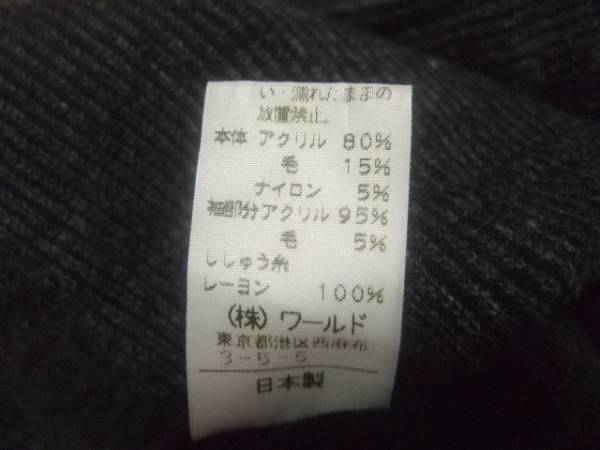 い・濡れたままの
放置禁止。
本体 アクリル 80%
毛 15%
ナイロン 5%
袖部分 アクリル 95%
毛 5%
ししゅう糸
レーヨン 100%
(株) ワールド
東京都港区西麻布
3-5-5
日本製